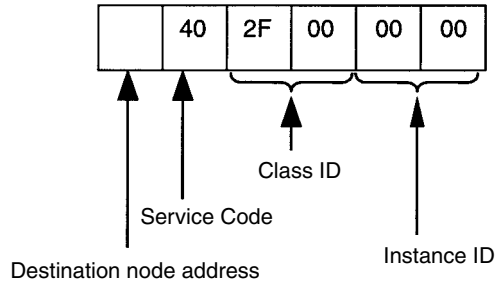 40 2F 00 00 00
Class ID
Service Code
Instance ID
Destination node address